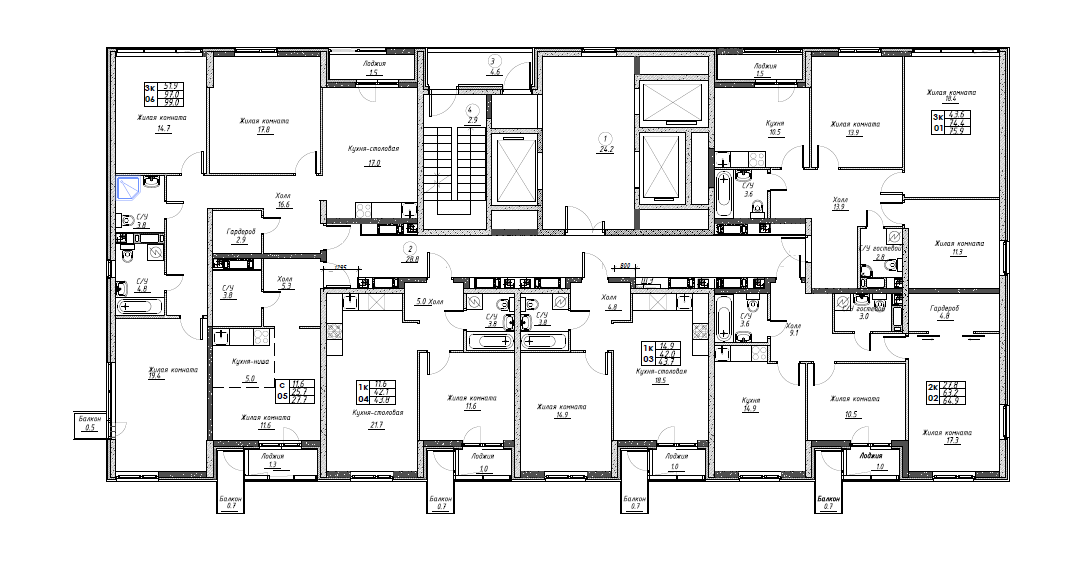 3
4.6
Лоджия
1.5
Лоджия
1.5
3к 51.9
97.0
06 99.0
Жилая комната
14.7
Жилая комната
17.8
Кухня-столовая
17.0
4
2.9
1
24.2
Кухня
10.5
Жилая комната
13.9
Жилая комната
18.4
3к 43.6
74.4
01 75.9
С/У
3.8
Холл
16.6
Гардероб
2.9
С/У
3.6
Холл
13.9
С/У гостевой
2.8
Жилая комната
11.3
2
28.8
1285
800
С/У
4.8
С/У
3.8
Холл
5.3
5.0 Холл
С/У
3.8
С/У
3.8
Холл
4.8
С/У
3.6
Холл
9.1
С/У гостевой
3.0
Гардероб
4.8
Жилая комната
19.4
Кухня-ниша
5.0
С 11.6
25.7
05 27.7
Жилая комната
11.6
1к 11.6
42.1
04 43.8
Кухня-столовая
21.7
Жилая комната
11.6
Жилая комната
14.9
1к 14.9
42.0
03 43.7
Кухня-столовая
18.5
Кухня
14.9
Жилая комната
10.5
2к 27.8
63.2
02 64.9
Жилая комната
17.3
Балкон
0.5
Лоджия
1.3
Лоджия
1.0
Лоджия
1.0
Лоджия
1.0
Балкон
0.7
Балкон
0.7
Балкон
0.7
Балкон
0.7